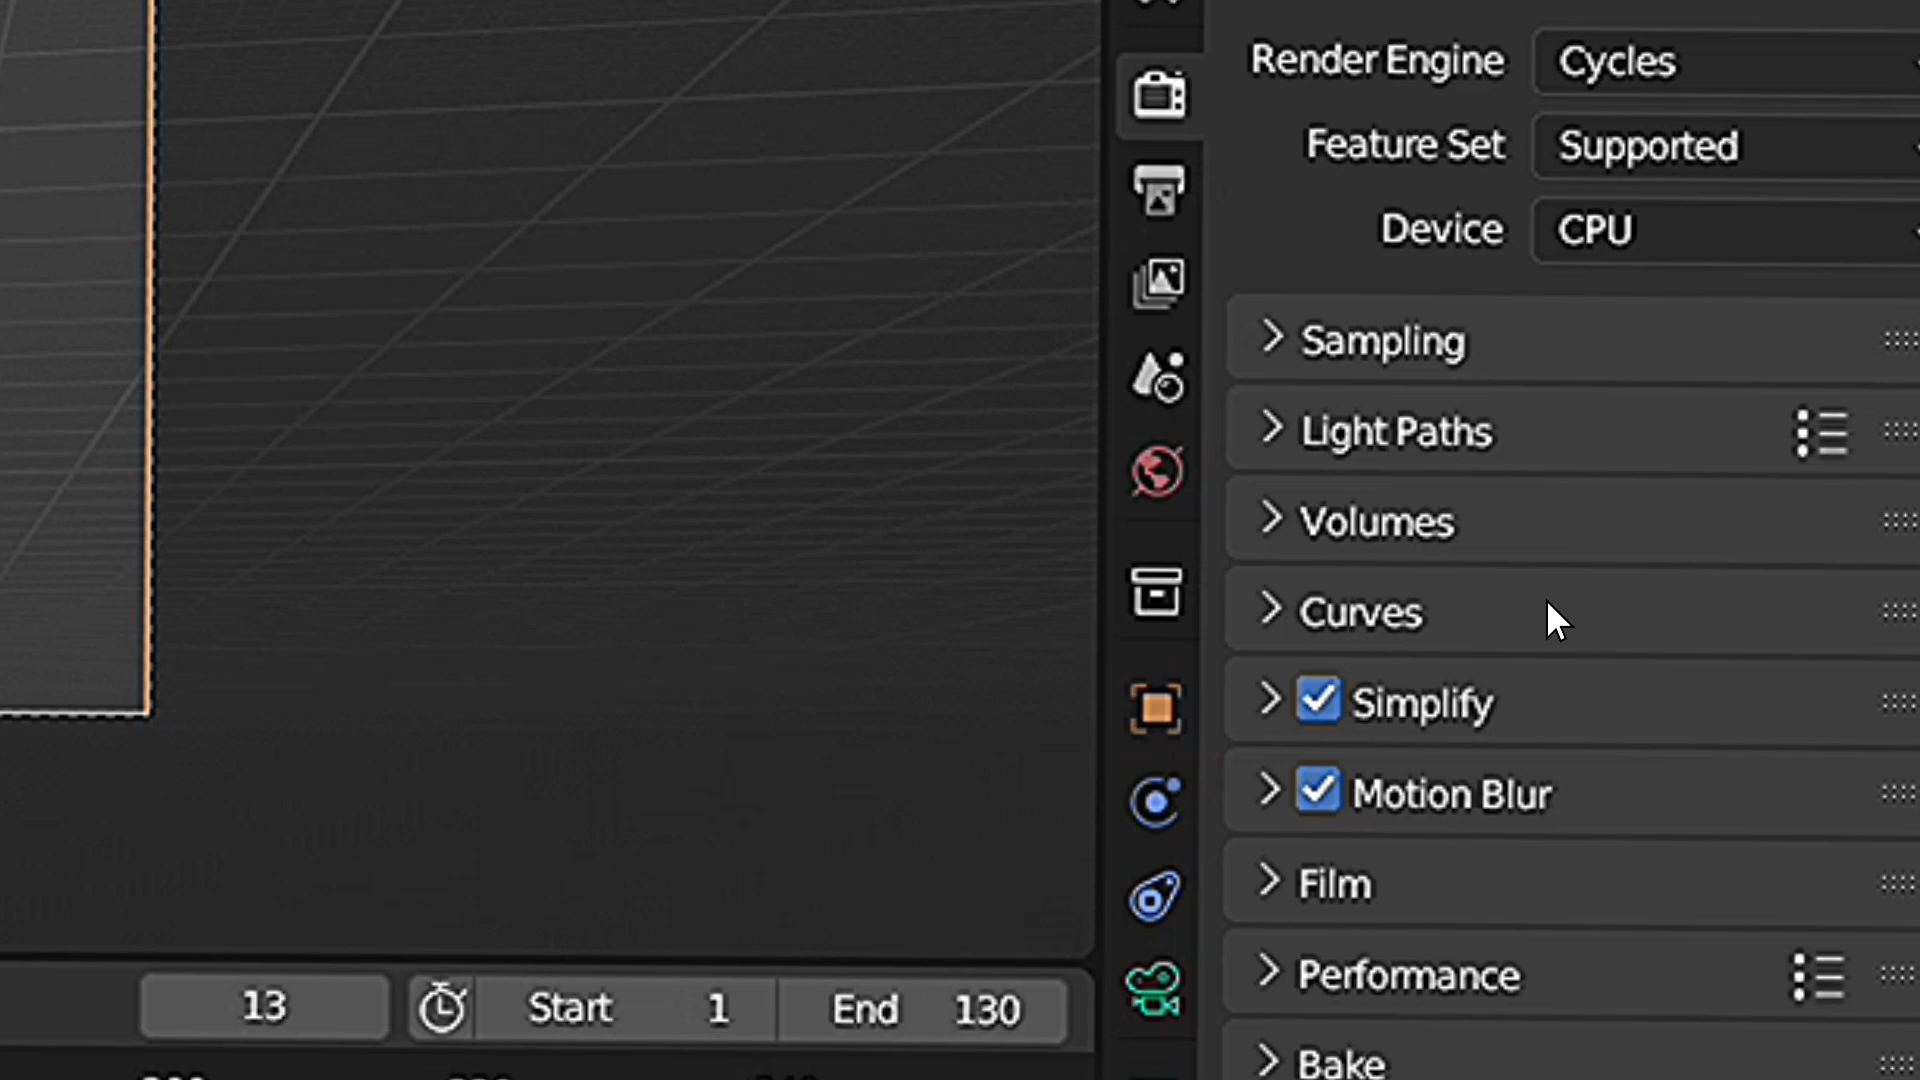 Render Engine Cycles
Feature Set Supported
Device CPU
Sampling
Light Paths
Volumes
Curves
Simplify
Motion Blur
Film
Performance
Bake
13 Start 1 End 130